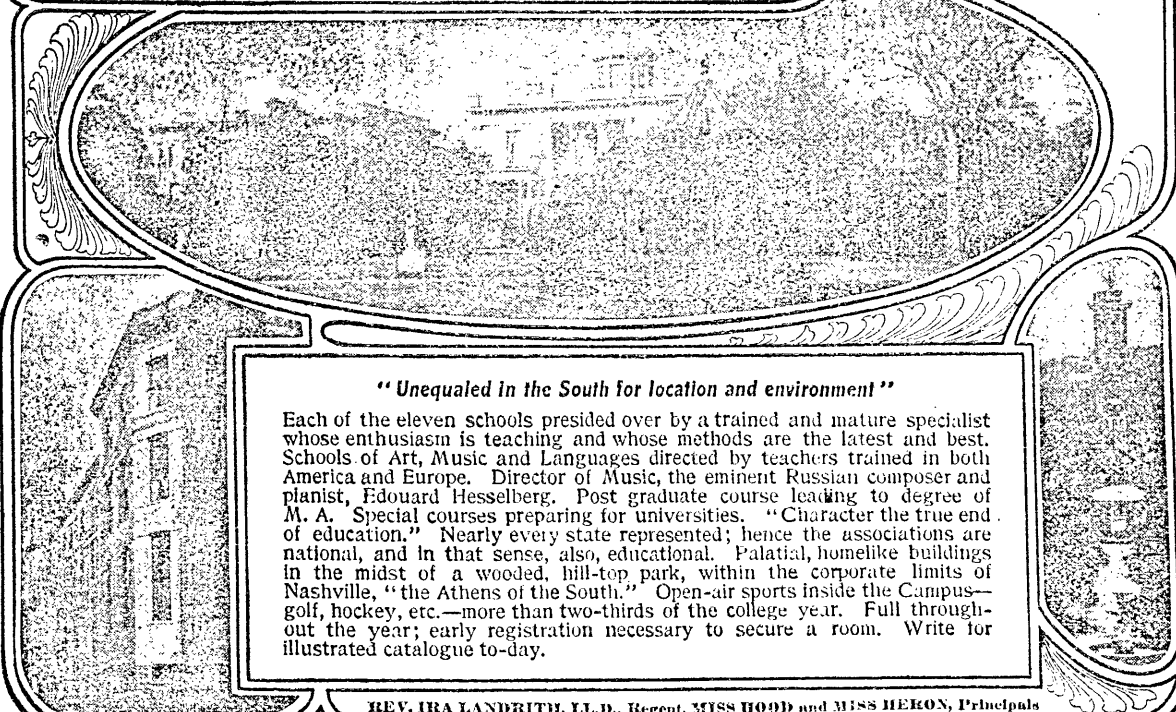 "Unequaled in the South for location and environment"
Each of the eleven schools presided over by a trained and mature specialist
whose enthusiasm is teaching and whose methods are the latest and best.
Schools of Art, Music and Languages directed by teachers trained in both
America and Europe. Director of Music, the eminent Russian composer and
pianist, Edouard Hesselberg. Post graduate course leading to degree of
M. A. Special courses preparing for universities. "Character the true end
of education." Nearly every state represented; hence the associations are
national, and in that sense, also, educational. Palatial, homelike buildings
in the midst of a wooded, hill-top park, within the corporate limits of
Nashville, "the Athens of the South." Open-air sports inside the Campus—
golf, hockey, etc.—more than two-thirds of the college year. Full through-
out the year; early registration necessary to secure a room. Write for
illustrated catalogue to-day.
REV. IRA LANDRITH, LL.D., Regent, MISS HOOD and MISS HERON, Principals